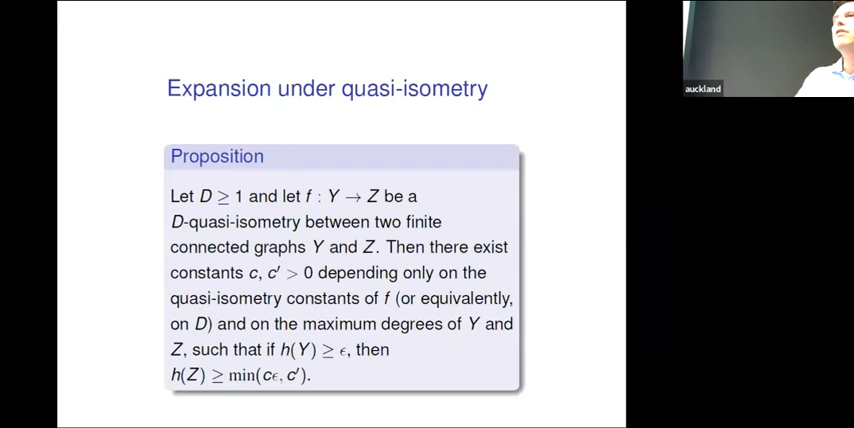 Expansion under quasi-isometry
Proposition
Let D ≥ 1 and let f : Y → Z be a
D-quasi-isometry between two finite
connected graphs Y and Z. Then there exist
constants c, c′ > 0 depending only on the
quasi-isometry constants of f (or equivalently,
on D) and on the maximum degrees of Y and
Z, such that if h(Y) ≥ ϵ, then
h(Z) ≥ min(cϵ, c′).
auckland